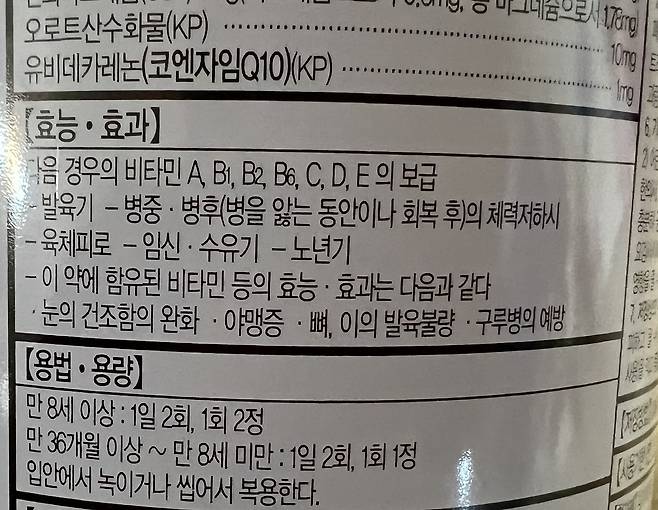 오로트산수화물(KP) 10mg
유비데카레논(코엔자임Q10)(KP) 1mg
【효능·효과】
다음 경우의 비타민 A, B1, B2, B6, C, D, E 의 보급
- 발육기 - 병중·병후(병을 앓는 동안이나 회복 후)의 체력저하시
- 육체피로 - 임신·수유기 - 노년기
- 이 약에 함유된 비타민 등의 효능·효과는 다음과 같다
· 눈의 건조함의 완화 · 야맹증 · 뼈, 이의 발육불량 · 구루병의 예방
【용법·용량】
만 8세 이상 : 1일 2회, 1회 2정
만 36개월 이상 ~ 만 8세 미만 : 1일 2회, 1회 1정
입안에서 녹이거나 씹어서 복용한다.